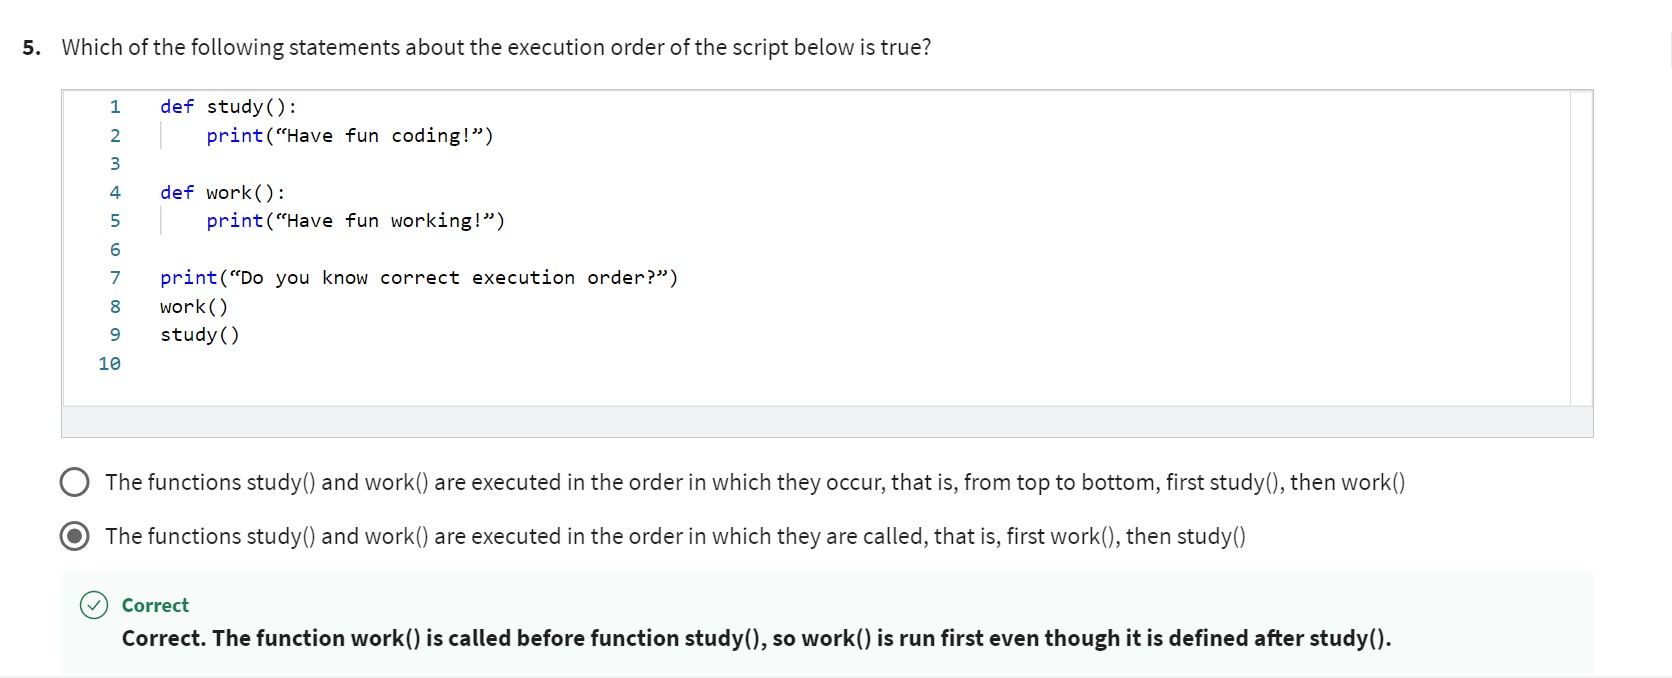 5. Which of the following statements about the execution order of the script below is true?
1 def study():
2 print(“Have fun coding!”)
3
4 def work():
5 print(“Have fun working!”)
6
7 print(“Do you know correct execution order?”)
8 work()
9 study()
10
The functions study() and work() are executed in the order in which they occur, that is, from top to bottom, first study(), then work()
The functions study() and work() are executed in the order in which they are called, that is, first work(), then study()
Correct
Correct. The function work() is called before function study(), so work() is run first even though it is defined after study().